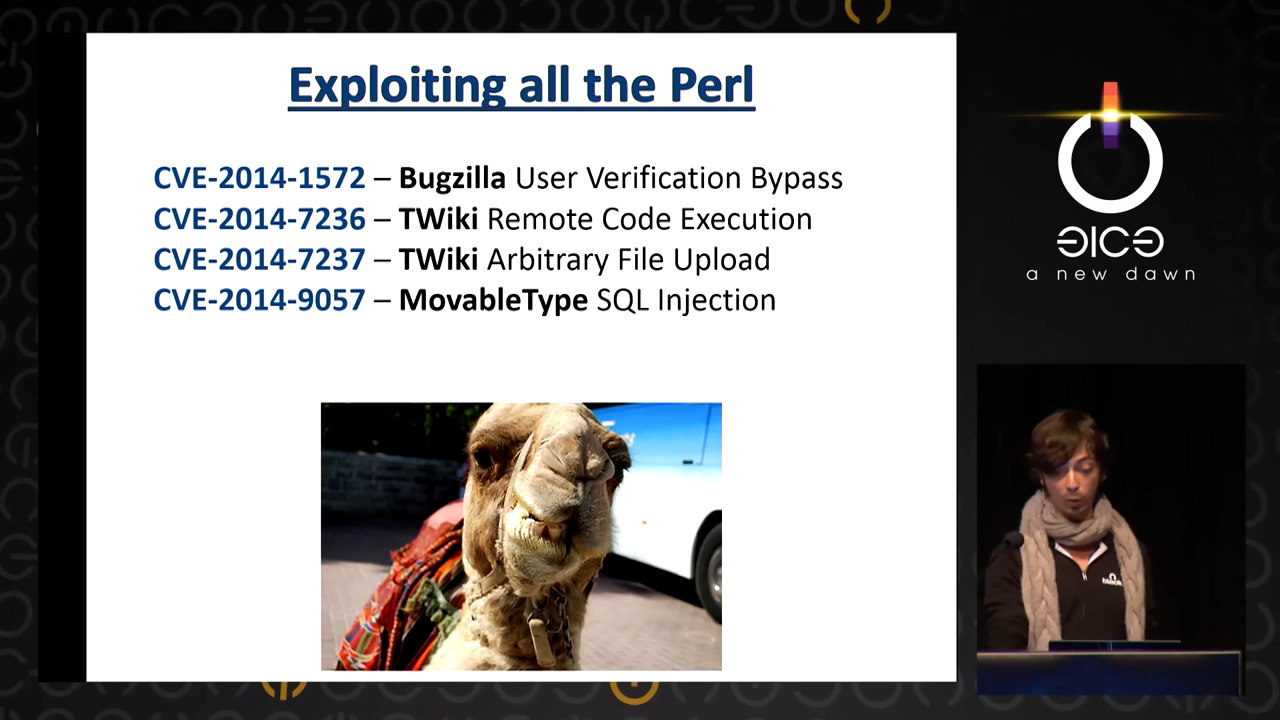 Exploiting all the Perl
CVE-2014-1572 – Bugzilla User Verification Bypass
CVE-2014-7236 – TWiki Remote Code Execution
CVE-2014-7237 – TWiki Arbitrary File Upload
CVE-2014-9057 – MovableType SQL Injection
a new dawn